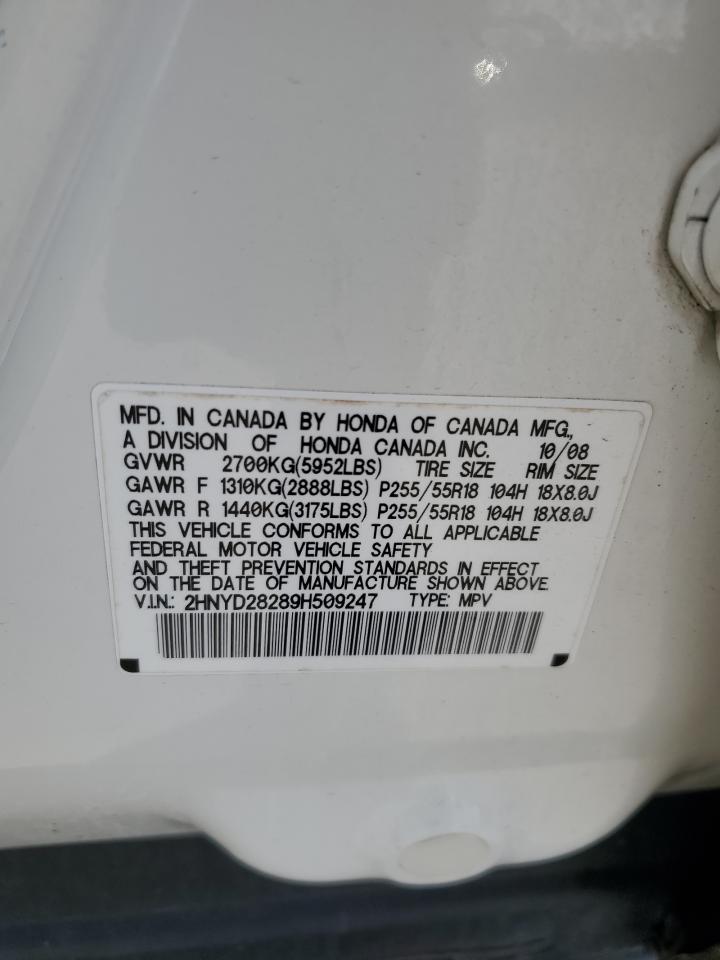 MFD. IN CANADA BY HONDA OF CANADA MFG.,
A DIVISION OF HONDA CANADA INC. 10/08
GVWR 2700KG(5952LBS) TIRE SIZE RIM SIZE
GAWR F 1310KG(2888LBS) P255/55R18 104H 18X8.0J
GAWR R 1440KG(3175LBS) P255/55R18 104H 18X8.0J
THIS VEHICLE CONFORMS TO ALL APPLICABLE
FEDERAL MOTOR VEHICLE SAFETY
AND THEFT PREVENTION STANDARDS IN EFFECT
ON THE DATE OF MANUFACTURE SHOWN ABOVE.
V.I.N.: 2HNYD28289H509247 TYPE: MPV